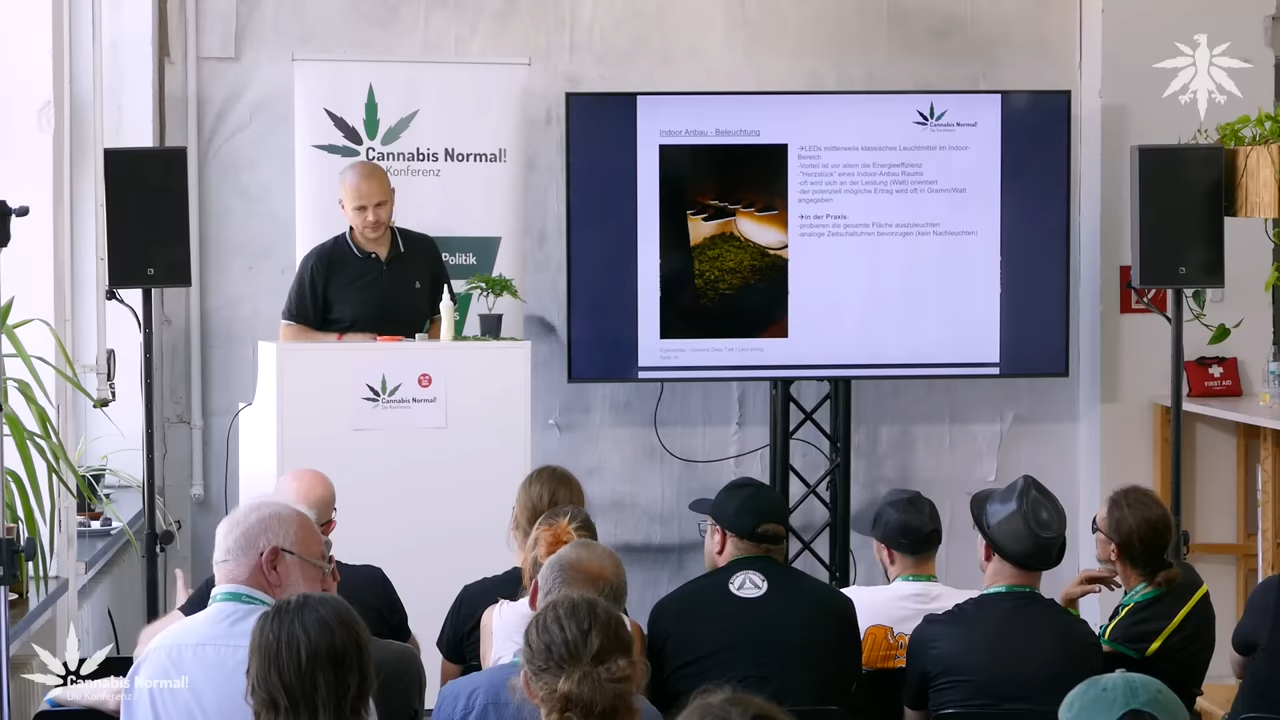 Cannabis Normal!
Die Konferenz
Politik
Indoor Anbau - Beleuchtung
Cannabis Normal!
Die Konferenz
→LEDs mittlerweile klassisches Leuchtmittel im Indoor-
Bereich
-Vorteil ist vor allem die Energieeffizienz
-"Herzstück" eines Indoor-Anbau Raums
-oft wird sich an der Leistung (Watt) orientiert
-der potenziell mögliche Ertrag wird oft in Gramm/Watt
angegeben
→in der Praxis:
-probieren die gesamte Fläche auszuleuchten
-analoge Zeitschaltuhren bevorzugen (kein Nachleuchten)
Cannabis Normal!
Die Konferenz
FIRST AID
Cannabis Normal!
Die Konferenz